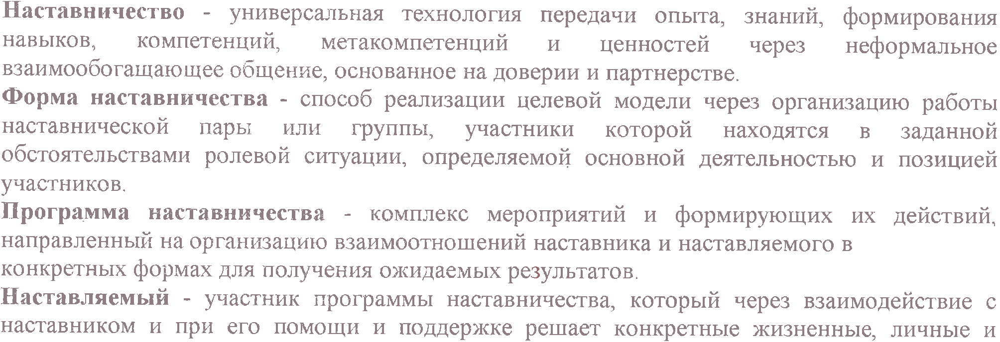 Наставничество - универсальная технология передачи опыта, знаний, формирования
навыков, компетенций, метакомпетенций и ценностей через неформальное
взаимообогащающее общение, основанное на доверии и партнерстве.
Форма наставничества - способ реализации целевой модели через организацию работы
наставнической пары или группы, участники которой находятся в заданной
обстоятельствами ролевой ситуации, определяемой основной деятельностью и позицией
участников.
Программа наставничества - комплекс мероприятий и формирующих их действий,
направленный на организацию взаимоотношений наставника и наставляемого в
конкретных формах для получения ожидаемых результатов.
Наставляемый - участник программы наставничества, который через взаимодействие с
наставником и при его помощи и поддержке решает конкретные жизненные, личные и